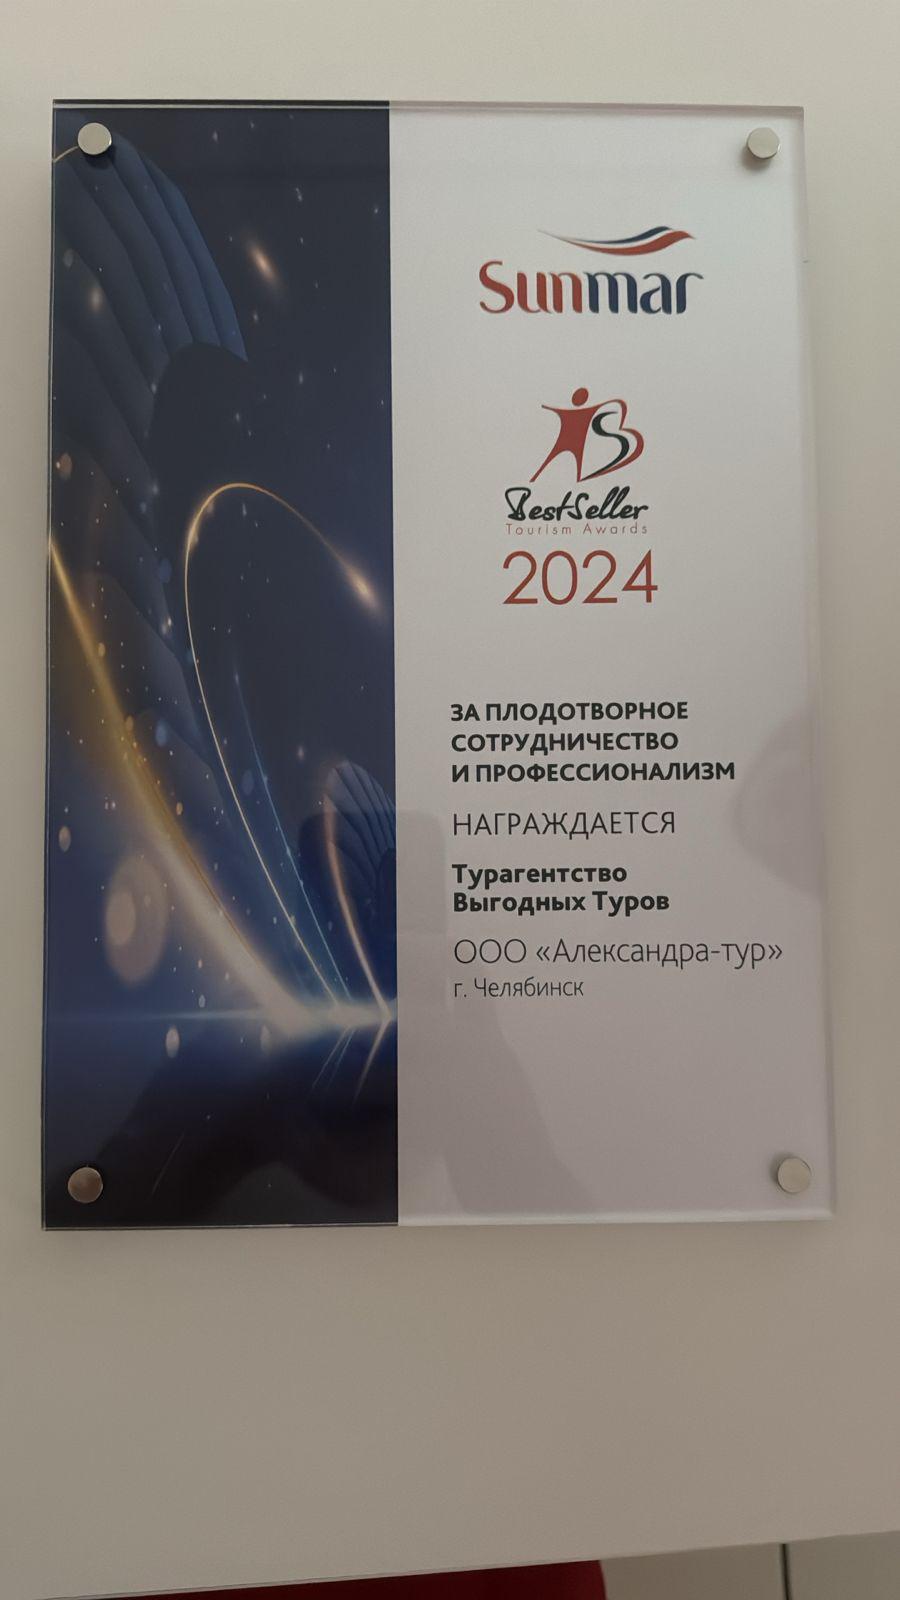 Sunmar
BestSeller
Tourism Awards
2024
ЗА ПЛОДОТВОРНОЕ
СОТРУДНИЧЕСТВО
И ПРОФЕССИОНАЛИЗМ
НАГРАЖДАЕТСЯ
Турагентство
Выгодных Туров
ООО «Александра-тур»
г. Челябинск